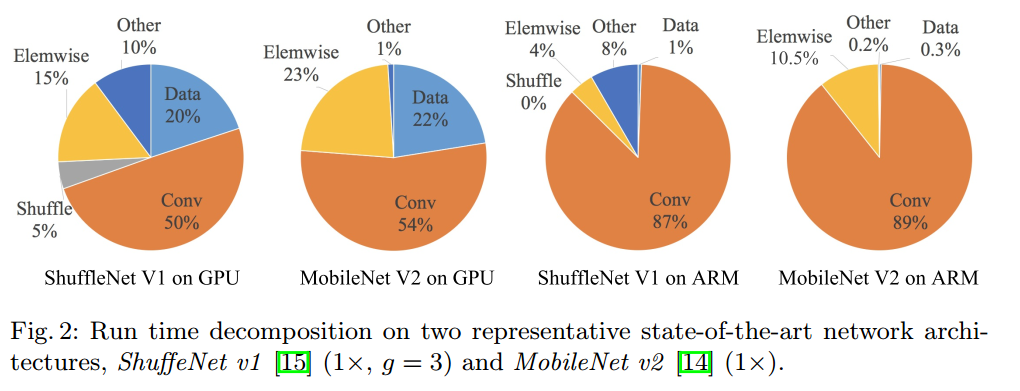 Other
10%
Elemwise
15%
Data
20%
Conv
50%
Shuffle
5%
ShuffleNet V1 on GPU
Other
1%
Elemwise
23%
Data
22%
Conv
54%
MobileNet V2 on GPU
Elemwise
4%
Other
8%
Data
1%
Shuffle
0%
Conv
87%
ShuffleNet V1 on ARM
Other
0.2%
Data
0.3%
Elemwise
10.5%
Conv
89%
MobileNet V2 on ARM
Fig. 2: Run time decomposition on two representative state-of-the-art network archi-
tectures, ShuffeNet v1 [15] (1×, g = 3) and MobileNet v2 [14] (1×).